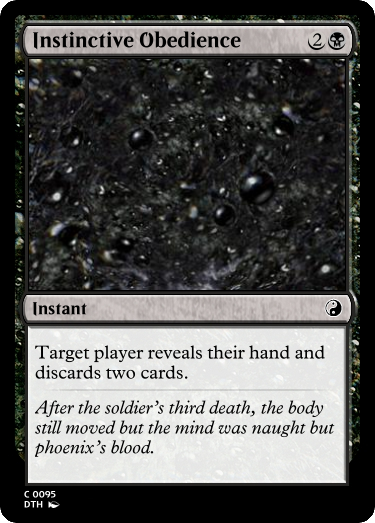 Instinctive Obedience 2
Instant
Target player reveals their hand and
discards two cards.
After the soldier's third death, the body
still moved but the mind was naught but
phoenix's blood.
C 0095
DTH